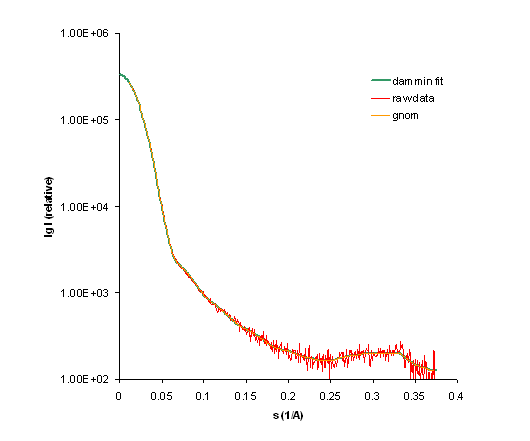 1.00E+06
1.00E+05
1.00E+04
1.00E+03
1.00E+02
lg I (relative)
dammin fit
rawdata
gnom
0 0.05 0.1 0.15 0.2 0.25 0.3 0.35 0.4
s (1/A)